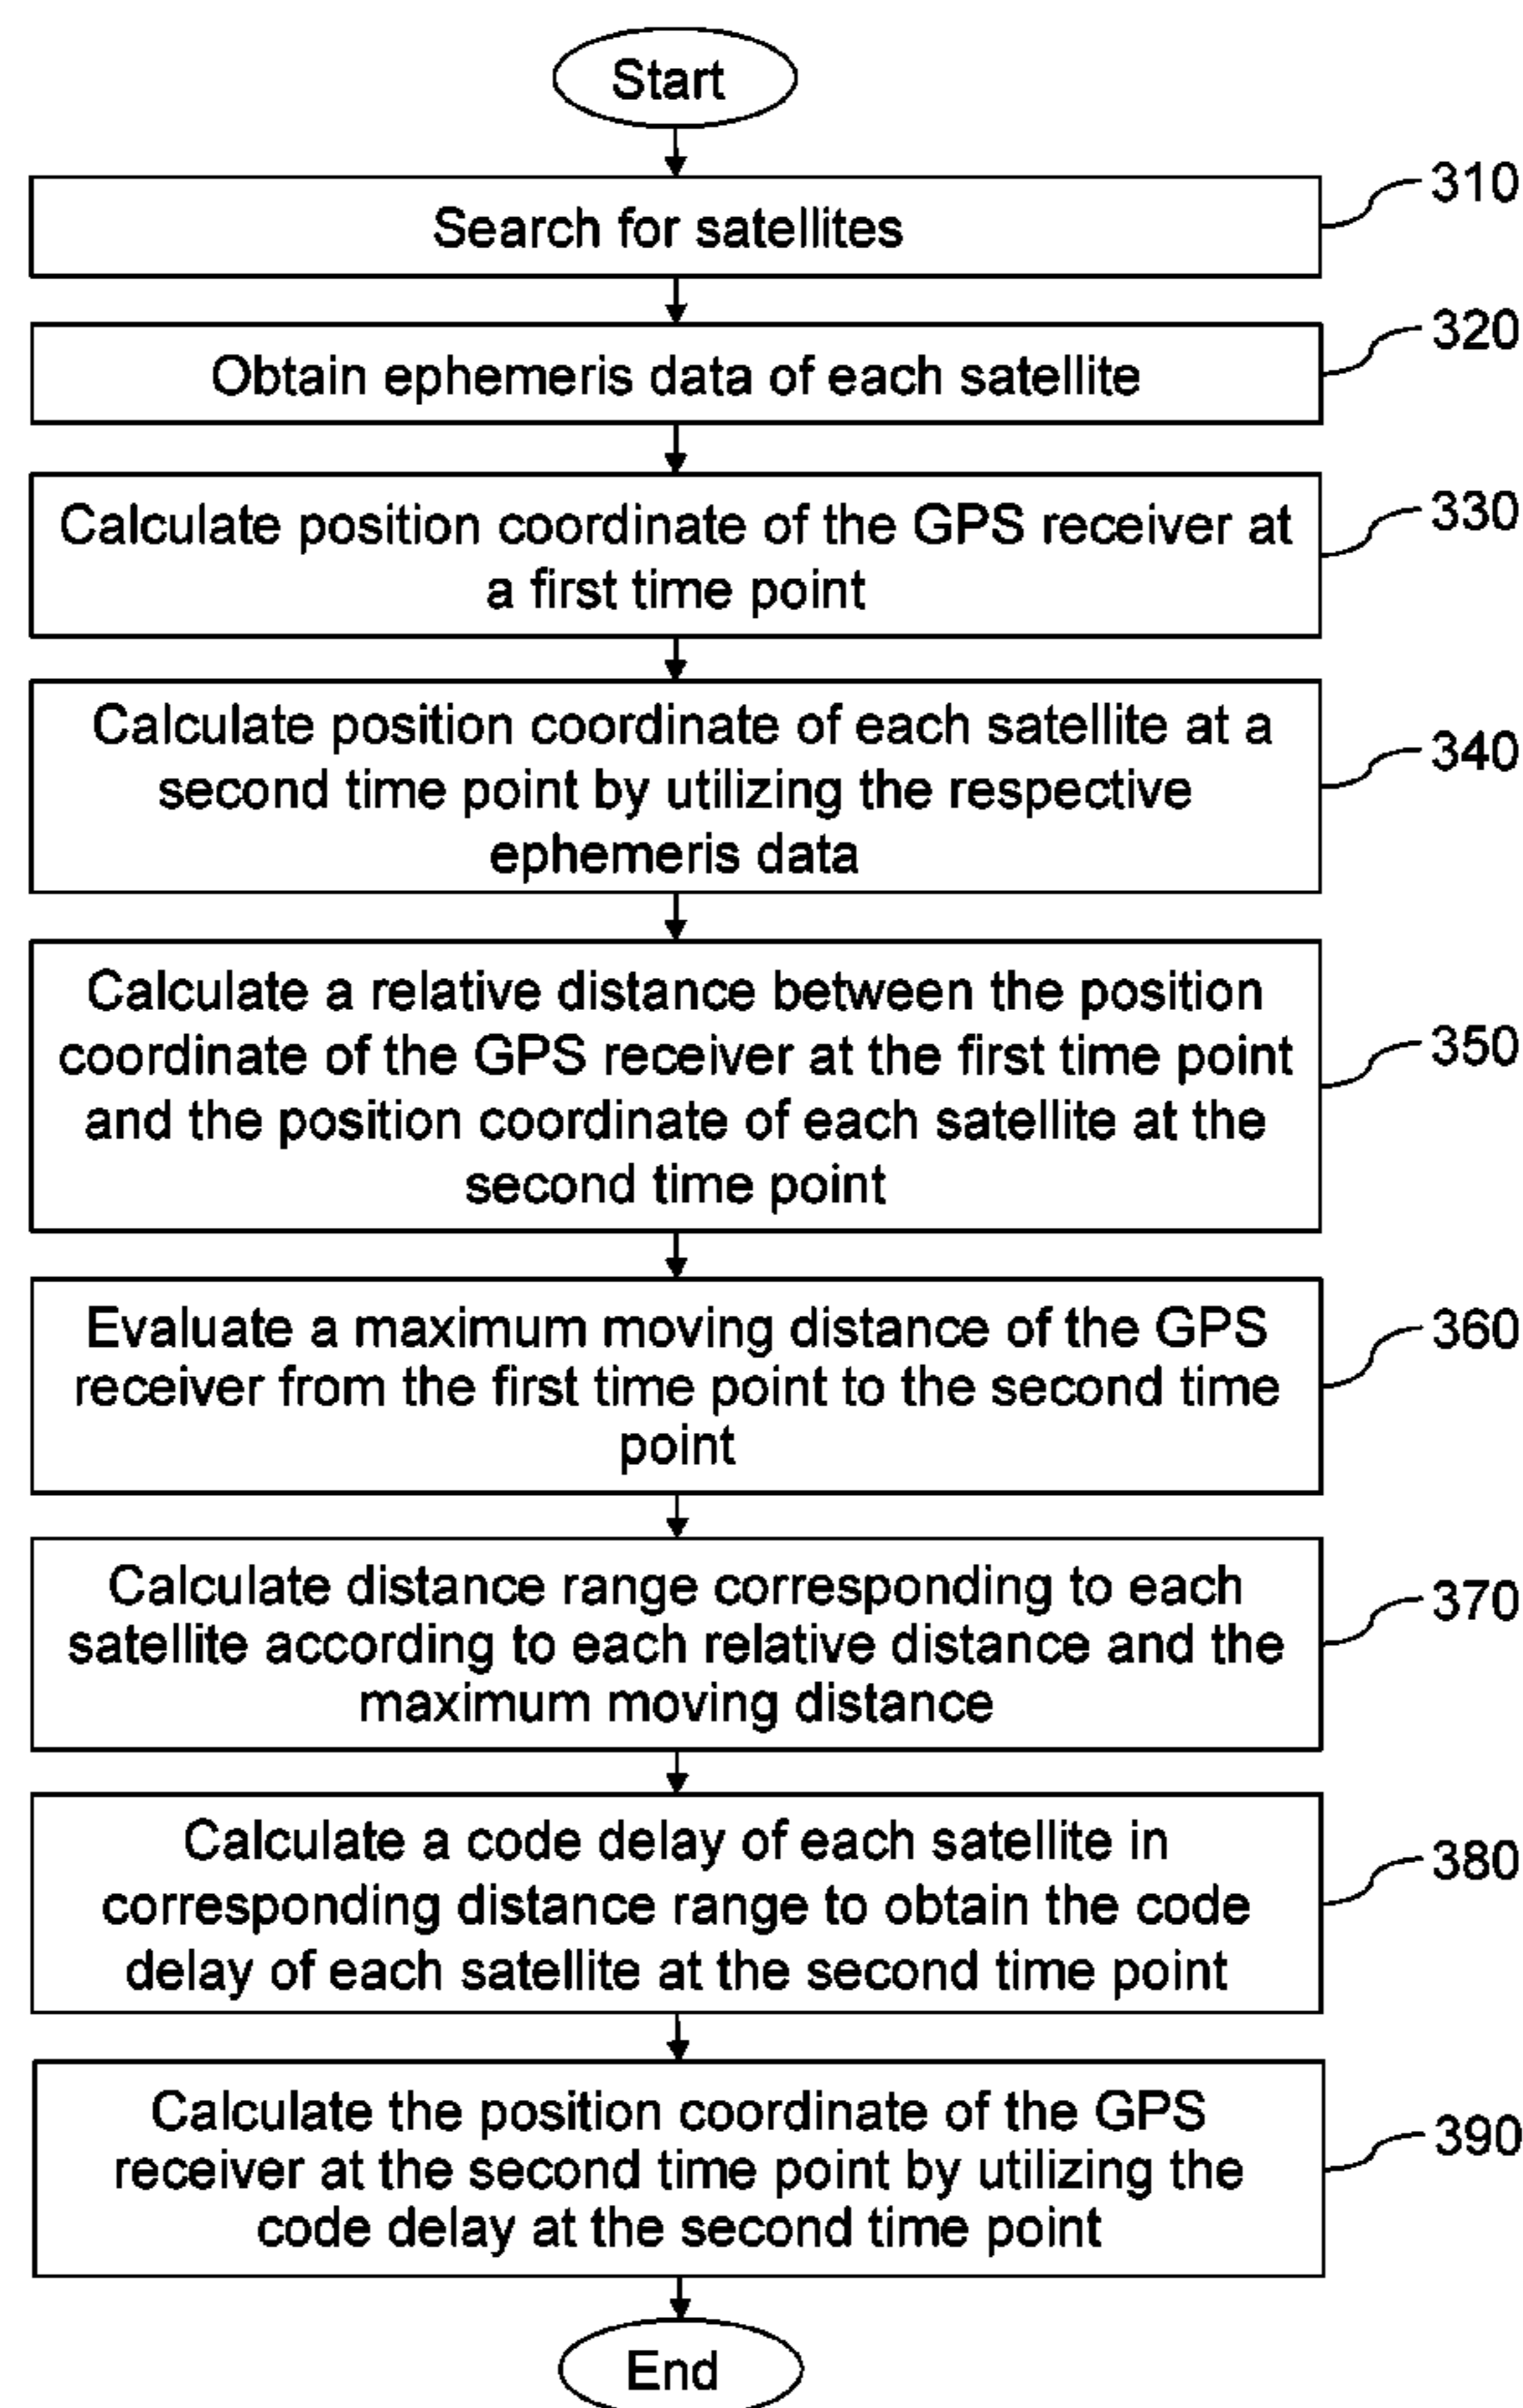 Start
Search for satellites
310
Obtain ephemeris data of each satellite
320
Calculate position coordinate of the GPS receiver at
a first time point
330
Calculate position coordinate of each satellite at a
second time point by utilizing the respective
ephemeris data
340
Calculate a relative distance between the position
coordinate of the GPS receiver at the first time point
and the position coordinate of each satellite at the
second time point
350
Evaluate a maximum moving distance of the GPS
receiver from the first time point to the second time
point
360
Calculate distance range corresponding to each
satellite according to each relative distance and the
maximum moving distance
370
Calculate a code delay of each satellite in
corresponding distance range to obtain the code
delay of each satellite at the second time point
380
Calculate the position coordinate of the GPS
receiver at the second time point by utilizing the
code delay at the second time point
390
End